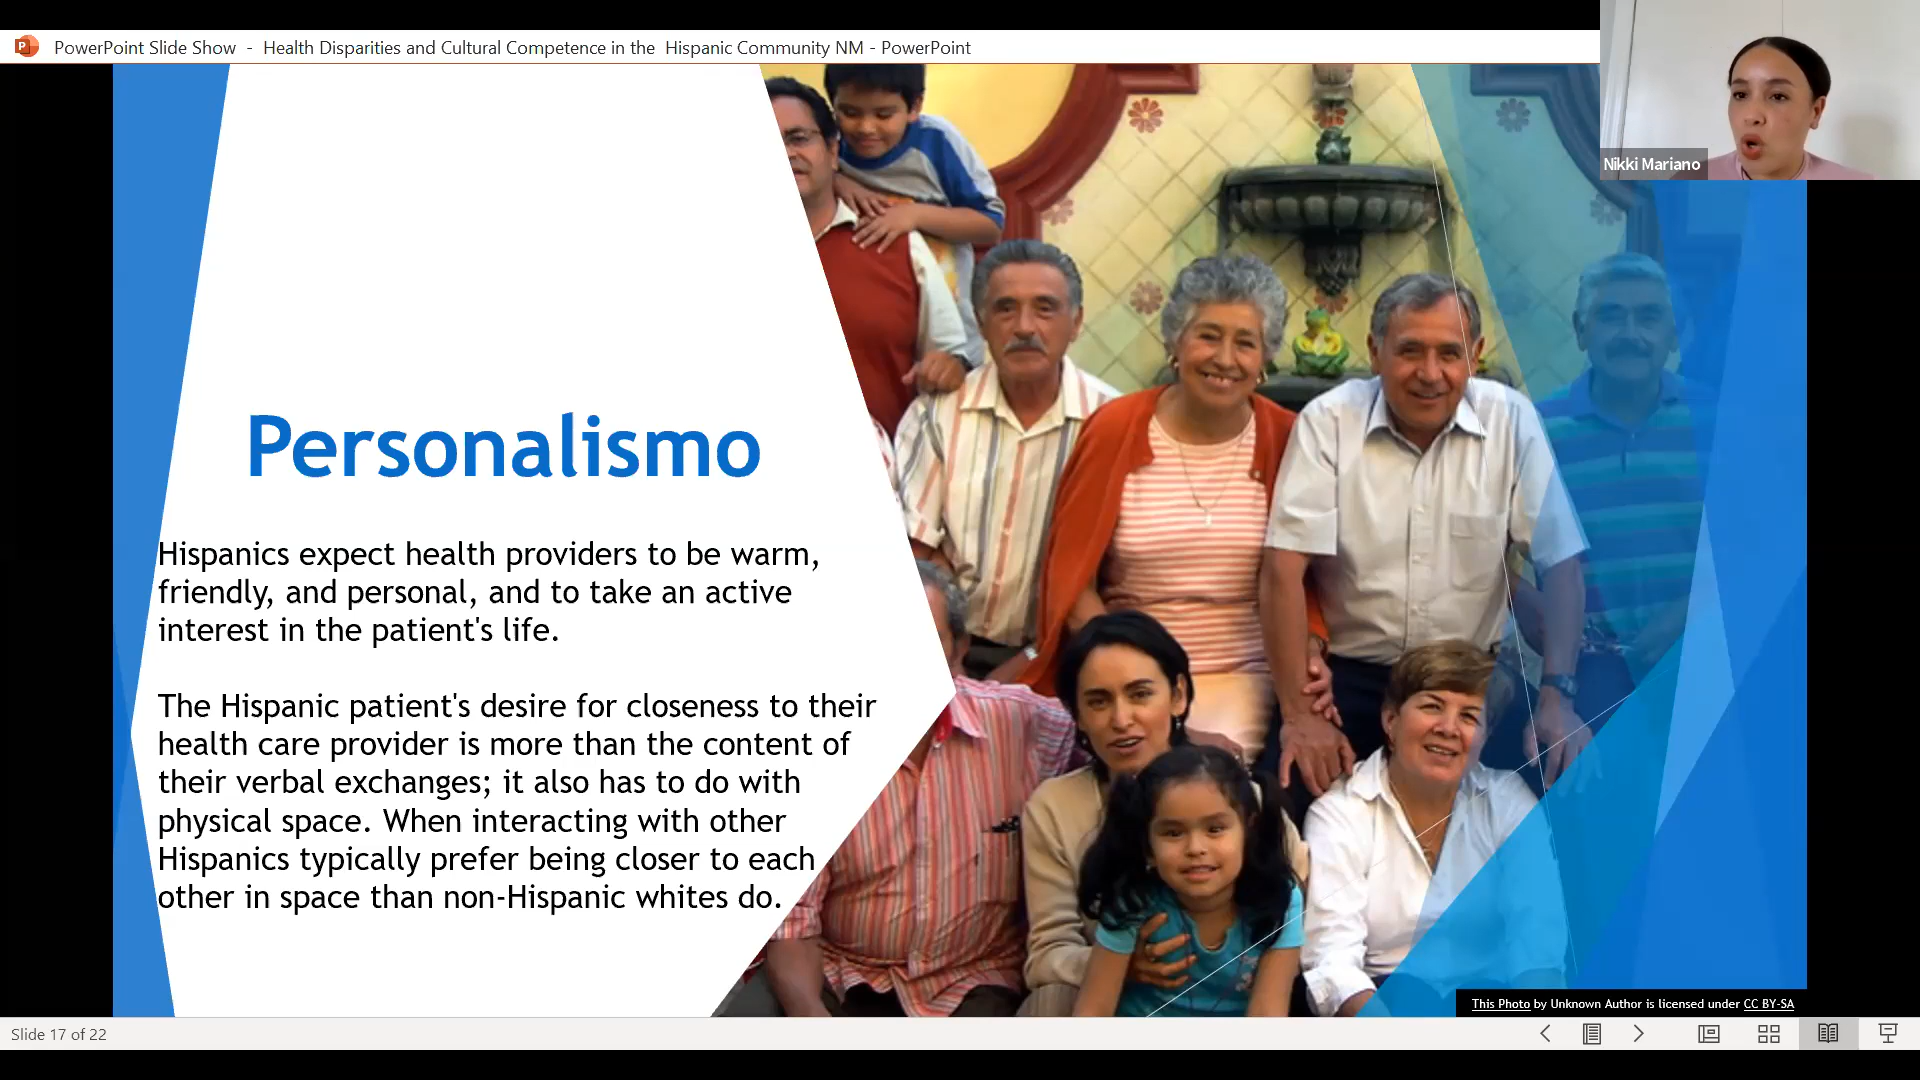 PowerPoint Slide Show - Health Disparities and Cultural Competence in the Hispanic Community NM - PowerPoint
Nikki Mariano
Personalismo
Hispanics expect health providers to be warm,
friendly, and personal, and to take an active
interest in the patient's life.
The Hispanic patient's desire for closeness to their
health care provider is more than the content of
their verbal exchanges; it also has to do with
physical space. When interacting with other
Hispanics typically prefer being closer to each
other in space than non-Hispanic whites do.
This Photo by Unknown Author is licensed under CC BY-SA
Slide 17 of 22